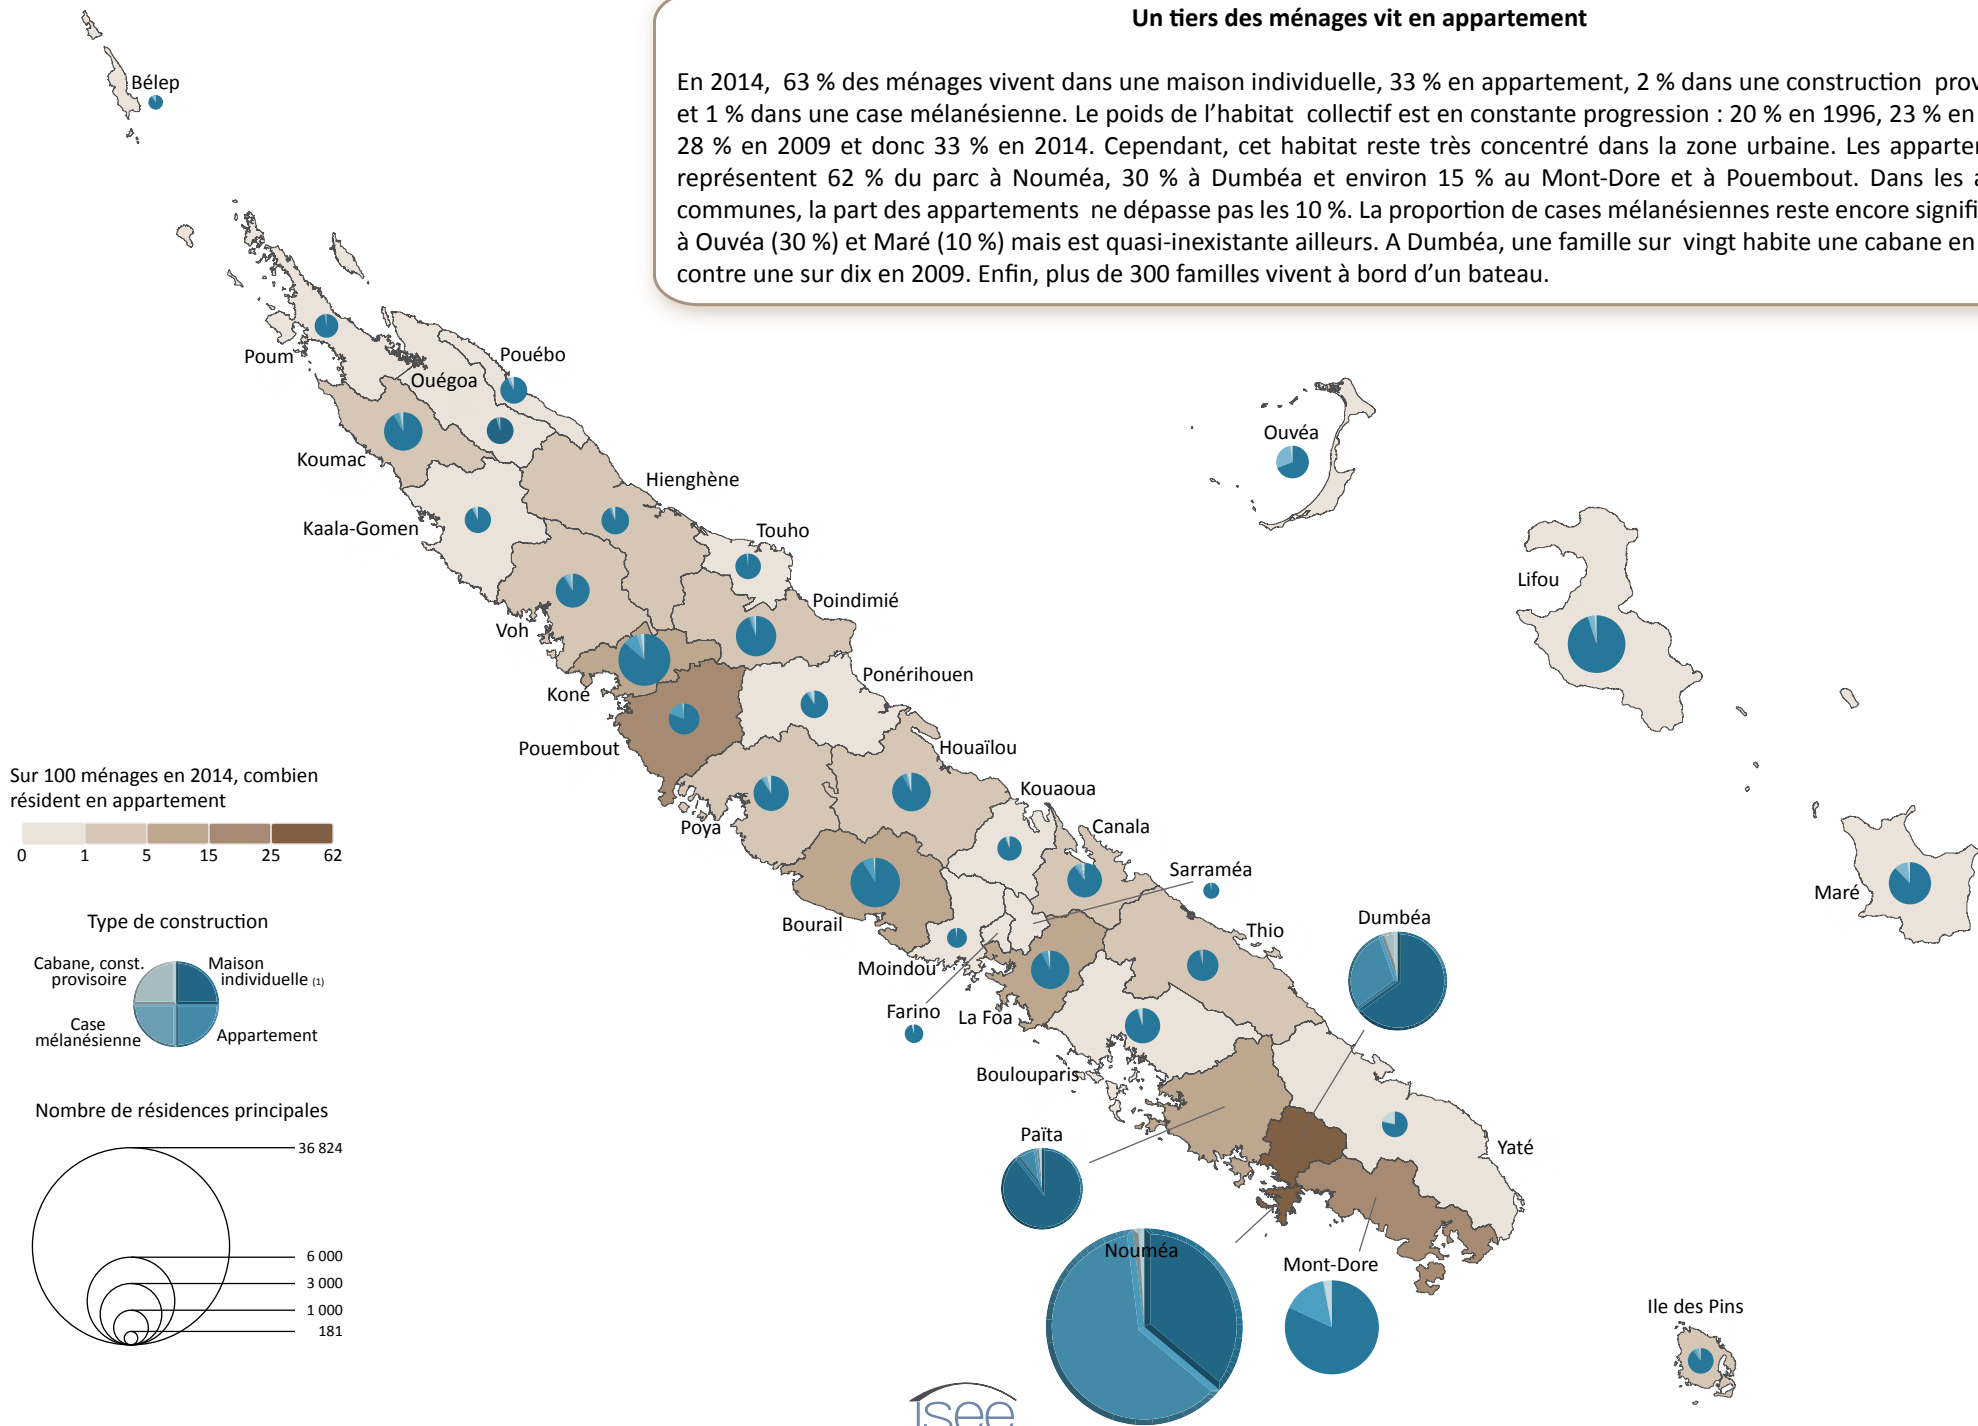 Un tiers des ménages vit en appartement
En 2014, 63 % des ménages vivent dans une maison individuelle, 33 % en appartement, 2 % dans une construction
et 1 % dans une case mélanésienne. Le poids de l'habitat collectif est en constante progression : 20 % en 1996, 23 % en
28 % en 2009 et donc 33 % en 2014. Cependant, cet habitat reste très concentré dans la zone urbaine. Les
représentent 62 % du parc à Nouméa, 30 % à Dumbéa et environ 15 % au Mont-Dore et à Pouembout. Dans les
communes, la part des appartements ne dépasse pas les 10 %. La proportion de cases mélanésiennes reste encore
à Ouvéa (30 %) et Maré (10 %) mais est quasi-inexistante ailleurs. A Dumbéa, une famille sur vingt habite une cabane en
contre une sur dix en 2009. Enfin, plus de 300 familles vivent à bord d'un bateau.
Bélep
Poum
Pouébo
Ouégoa
Koumac
Ouvéa
Hienghène
Kaala-Gomen
Touho
Lifou
Poindimié
Voh
Ponérihouen
Koné
Pouembout
Houaïlou
Sur 100 ménages en 2014, combien
résident en appartement
0 1 5 15 25 62
Kouaoua
Poya
Canala
Sarraméa
Maré
Bourail
Dumbéa
Thio
Type de construction
Cabane, const.
provisoire
Maison
individuelle (1)
Case
mélanésienne
Appartement
Moindou
Farino
La Foa
Boulouparis
Nombre de résidences principales
36 824
6 000
3 000
1 000
181
Païta
Yaté
Nouméa
Mont-Dore
Ile des Pins
isee